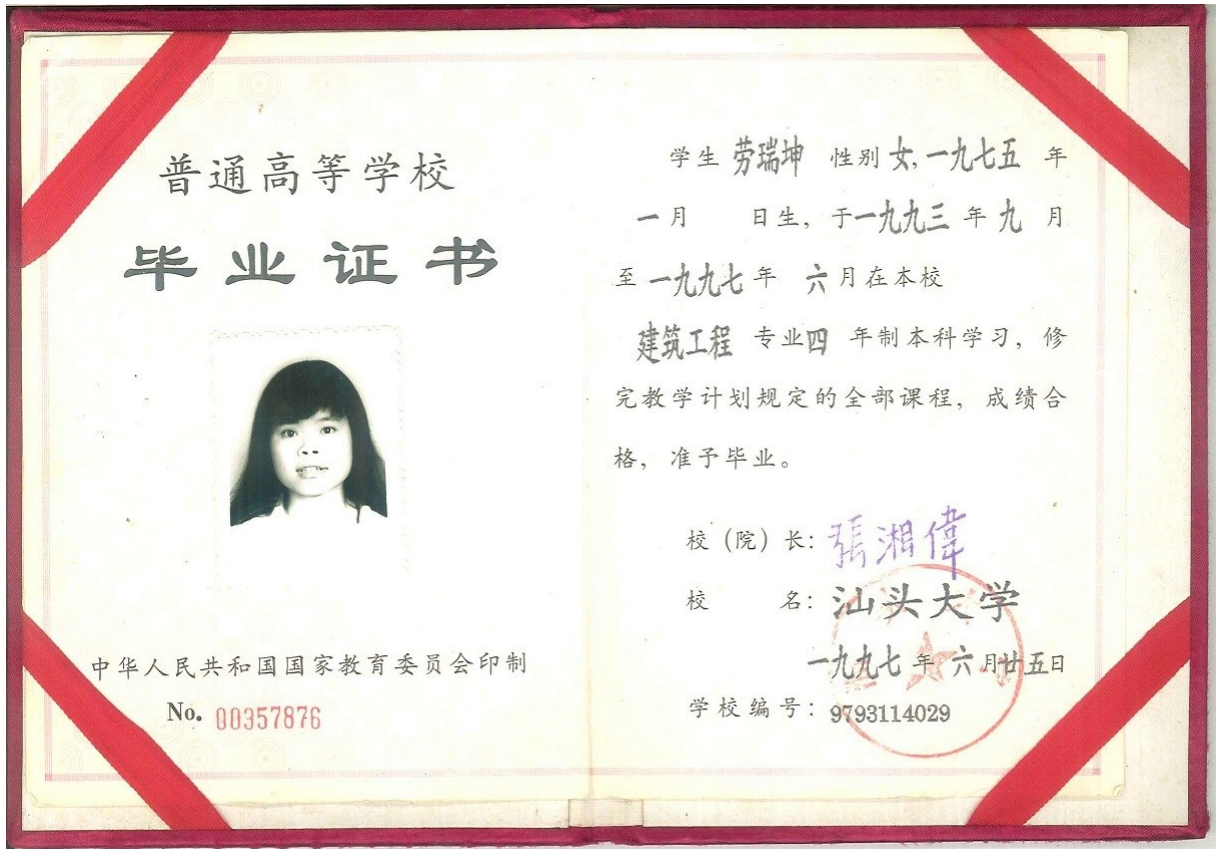 普通高等学校
毕业证书
中华人民共和国国家教育委员会印制
No. 00357876
学生 劳瑞坤 性别 女, 一九七五 年
一月 日生, 于一九九三 年 九 月
至 一九九七 年 六 月在本校
建筑工程 专业四 年制本科学习, 修
完教学计划规定的全部课程, 成绩合
格, 准予毕业。
校 (院) 长: 張湘偉
校 名: 汕头大学
一九九七 年 六 月廿五日
学校编号: 9793114029